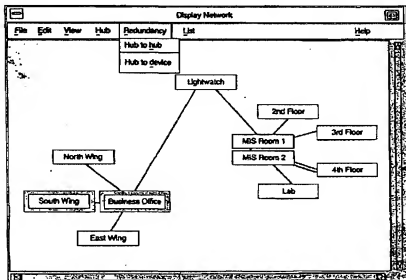 Display Network
File Edit View Hub Redundancy List Help
Hub to hub
Hub to device
Lightwatch
2nd Floor
MIS Room 1
3rd Floor
North Wing
MIS Room 2
4th Floor
South Wing
Business Office
Lab
East Wing